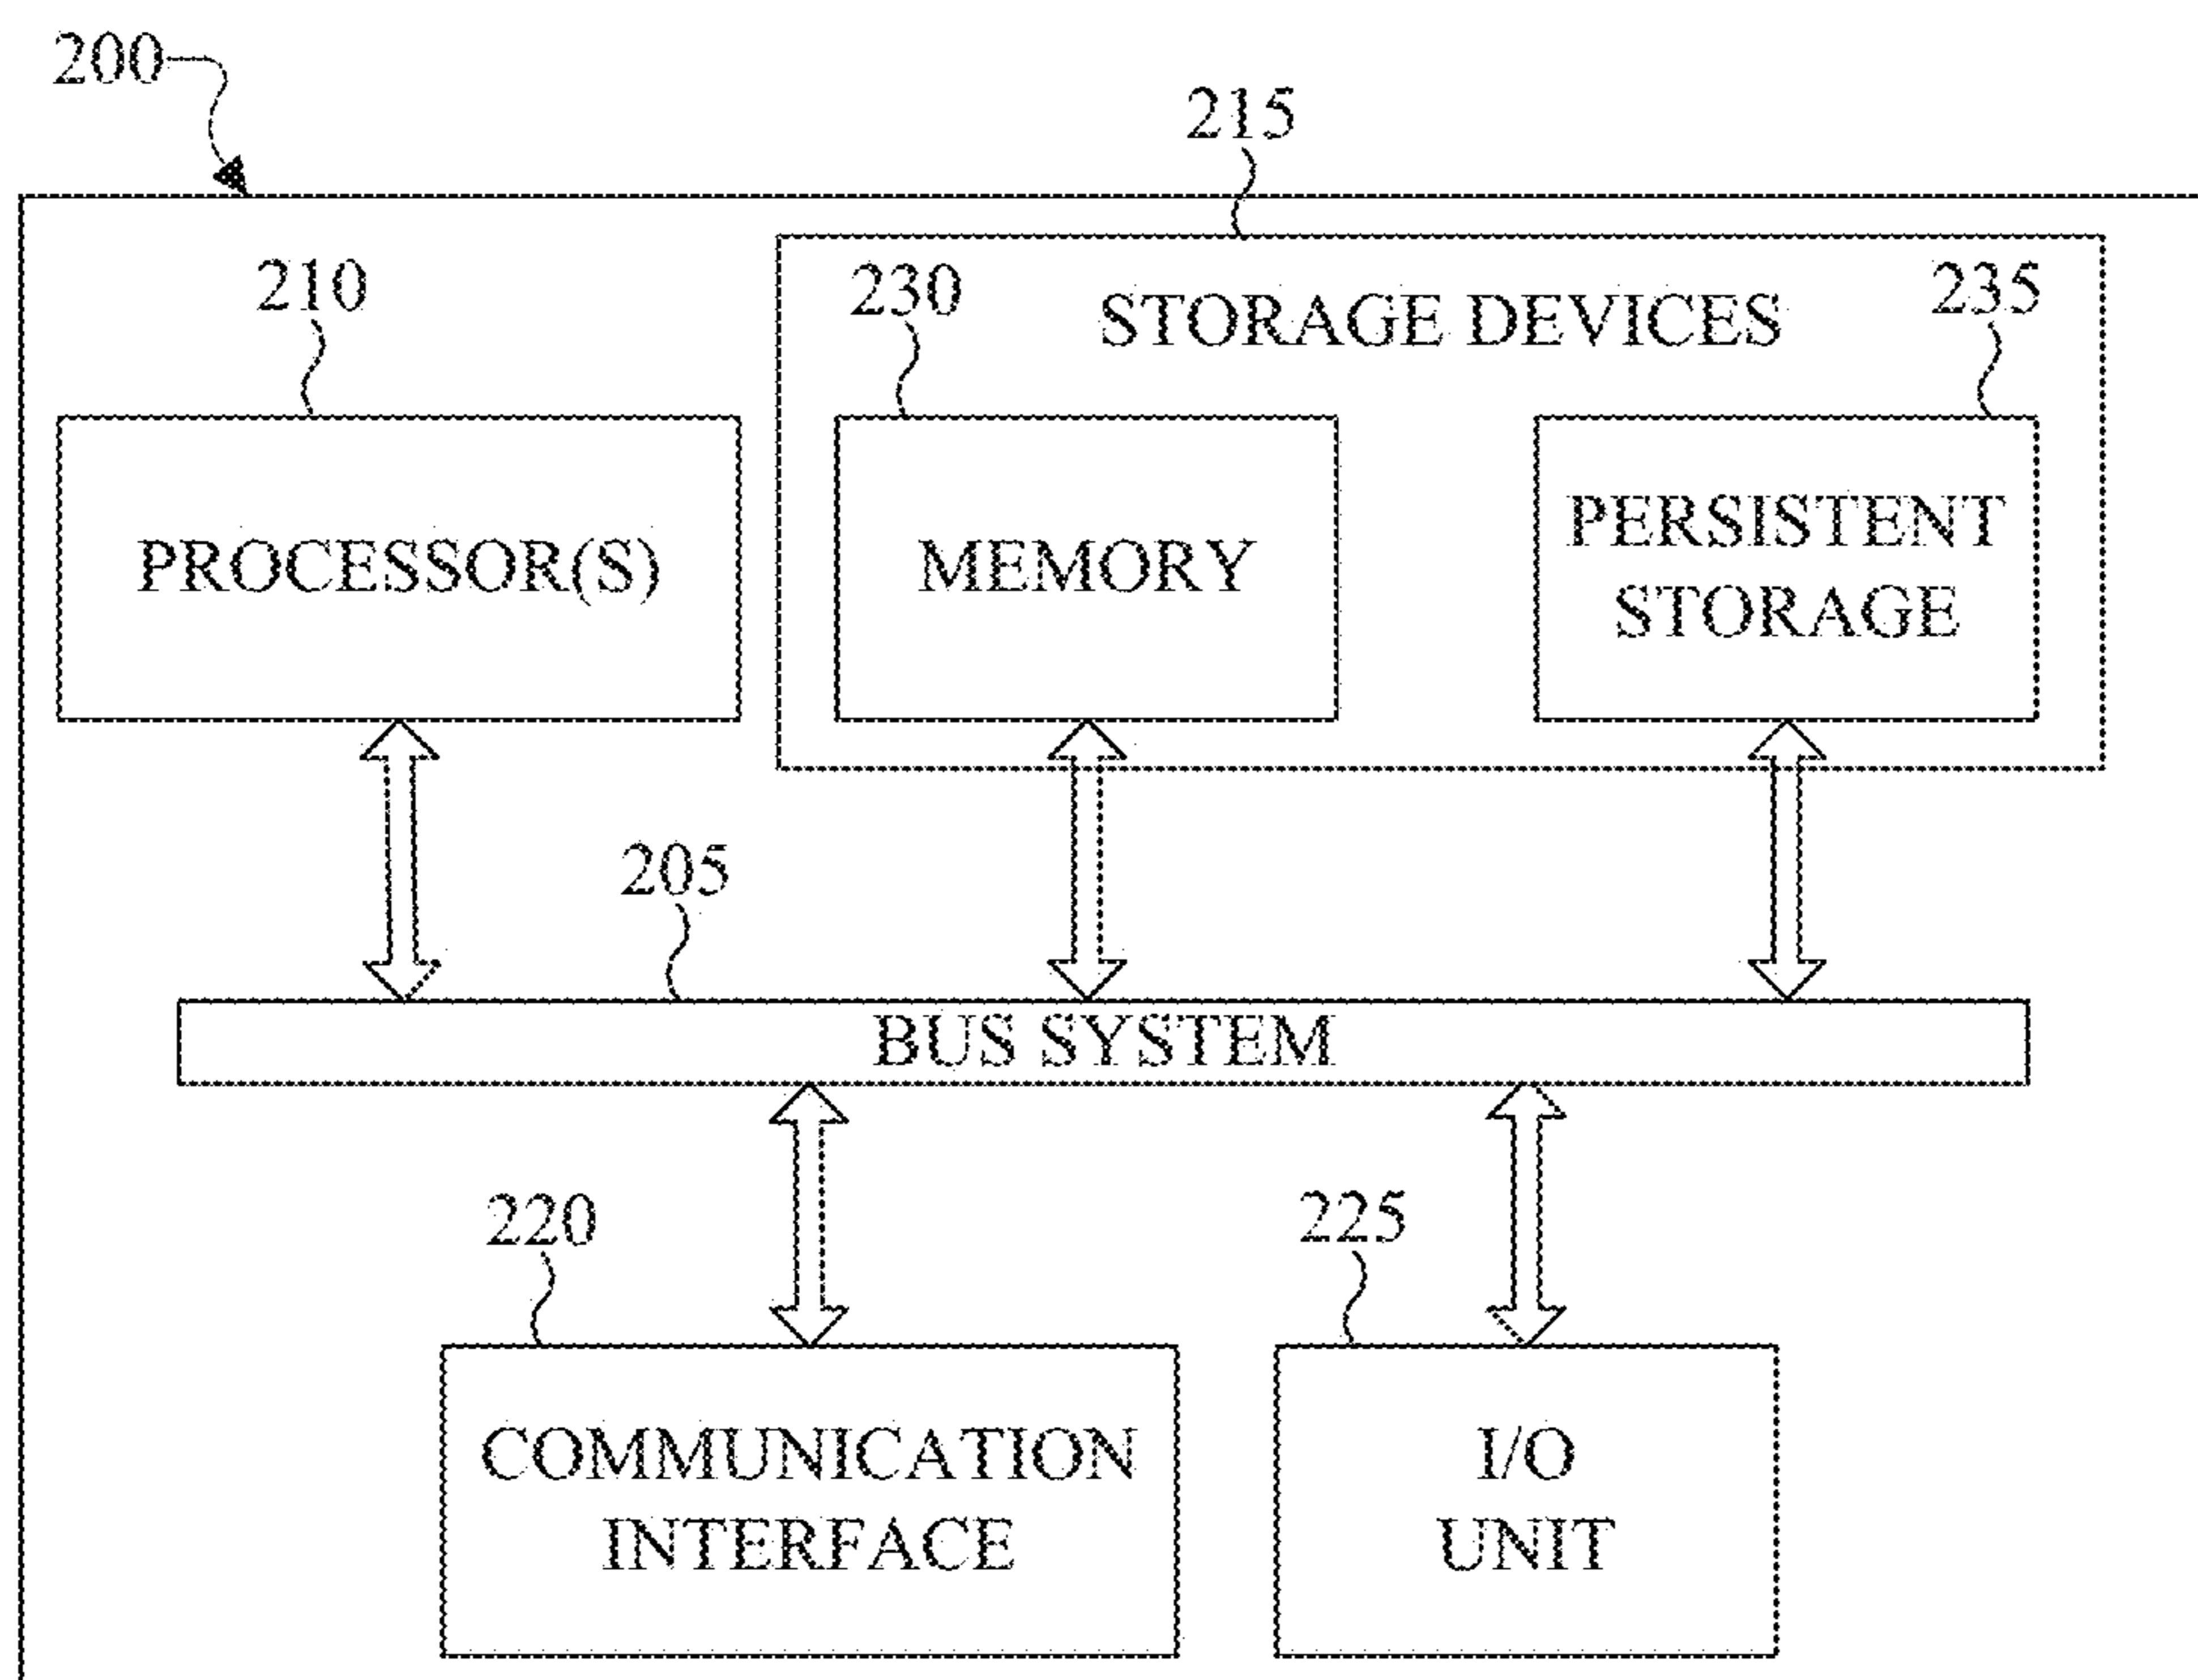 200
215
210
230
STORAGE DEVICES
235
PROCESSOR(S)
MEMORY
PERSISTENT
STORAGE
205
BUS SYSTEM
220
225
COMMUNICATION
INTERFACE
I/O
UNIT